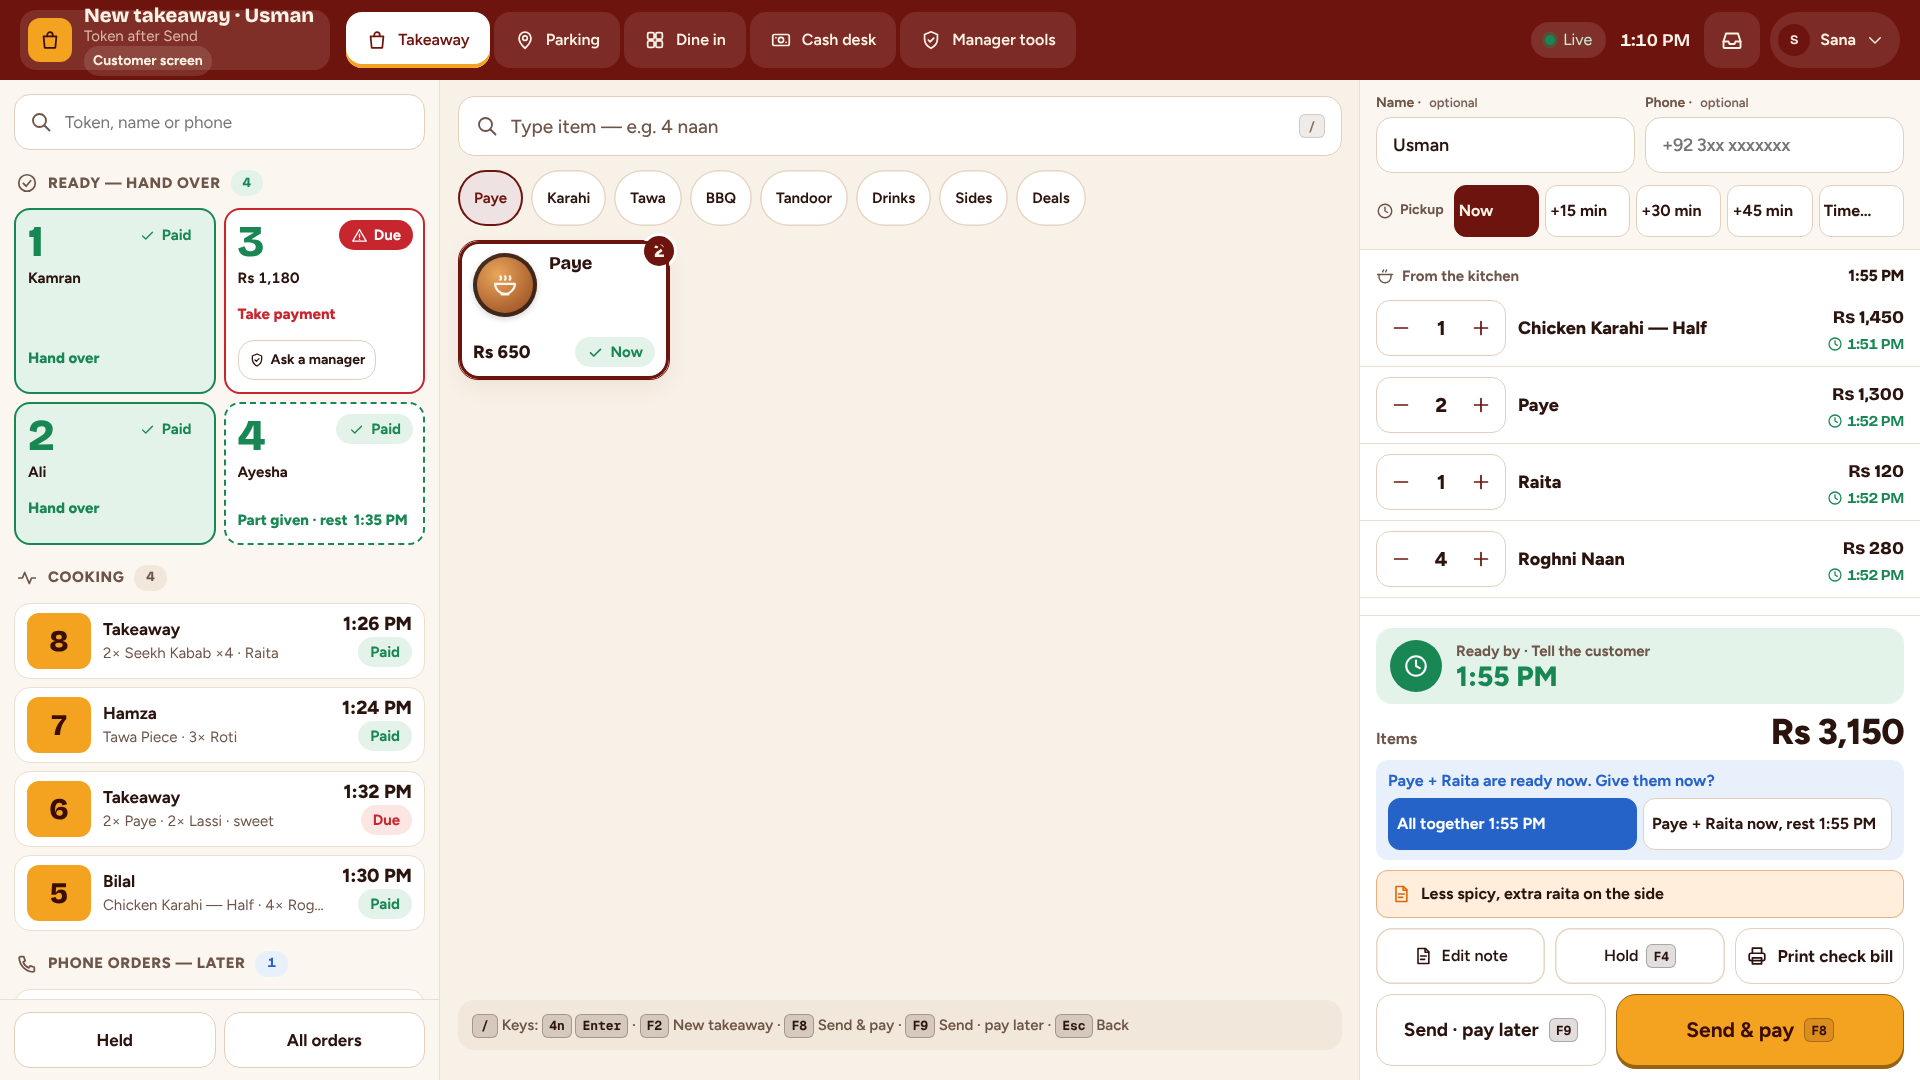 New takeaway · Usman
Token after Send
Customer screen
Takeaway
Parking
Dine in
Cash desk
Manager tools
Live
1:10 PM
S
Sana
Token, name or phone
READY — HAND OVER 4
1
Paid
Kamran
Hand over
3
Due
Rs 1,180
Take payment
Ask a manager
2
Paid
Ali
Hand over
4
Paid
Ayesha
Part given · rest 1:35 PM
COOKING 4
8
Takeaway
1:26 PM
2× Seekh Kabab ×4 · Raita
Paid
7
Hamza
1:24 PM
Tawa Piece · 3× Roti
Paid
6
Takeaway
1:32 PM
2× Paye · 2× Lassi · sweet
Due
5
Bilal
1:30 PM
Chicken Karahi — Half · 4× Rog...
Paid
PHONE ORDERS — LATER 1
Held
All orders
Type item — e.g. 4 naan
/
Paye
Karahi
Tawa
BBQ
Tandoor
Drinks
Sides
Deals
Paye
2
Rs 650
Now
/ Keys: 4n Enter · F2 New takeaway · F8 Send & pay · F9 Send · pay later · Esc Back
Name · optional
Phone · optional
Usman
+92 3xx xxxxxxx
Pickup
Now
+15 min
+30 min
+45 min
Time...
From the kitchen
1:55 PM
1
Chicken Karahi — Half
Rs 1,450
1:51 PM
2
Paye
Rs 1,300
1:52 PM
1
Raita
Rs 120
1:52 PM
4
Roghni Naan
Rs 280
1:52 PM
Ready by · Tell the customer
1:55 PM
Items
Rs 3,150
Paye + Raita are ready now. Give them now?
All together 1:55 PM
Paye + Raita now, rest 1:55 PM
Less spicy, extra raita on the side
Edit note
Hold F4
Print check bill
Send · pay later F9
Send & pay F8